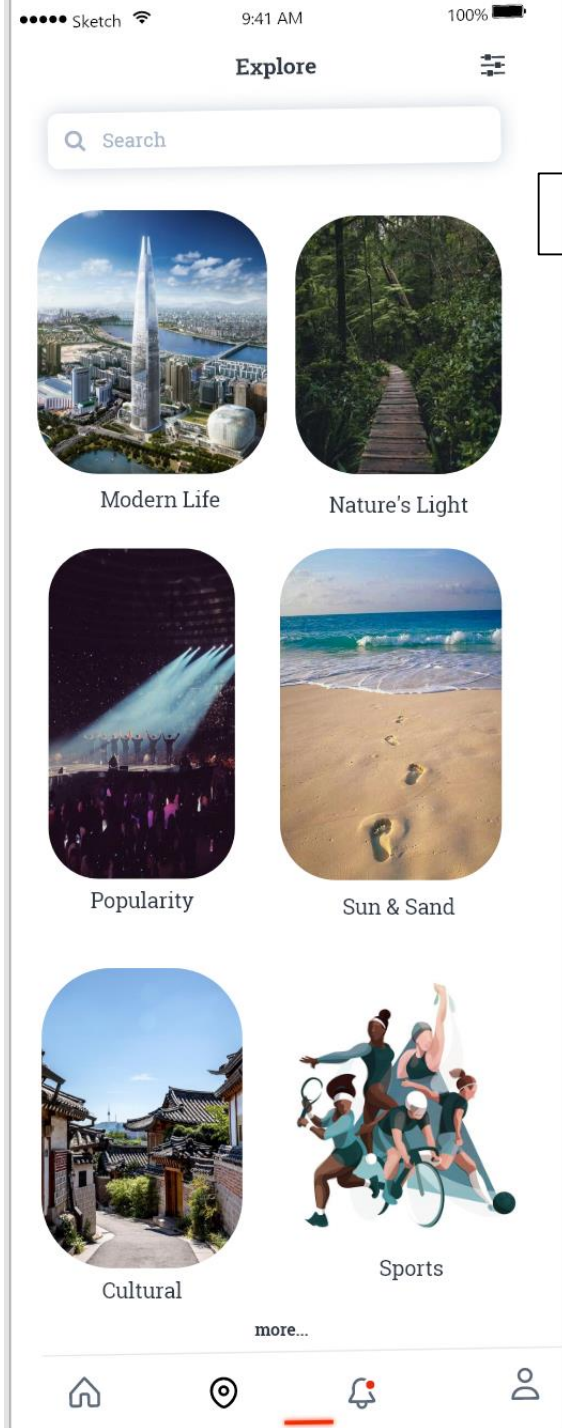 Sketch 9:41 AM 100%
Explore
Search
Modern Life
Nature's Light
Popularity
Sun & Sand
Cultural
Sports
more...